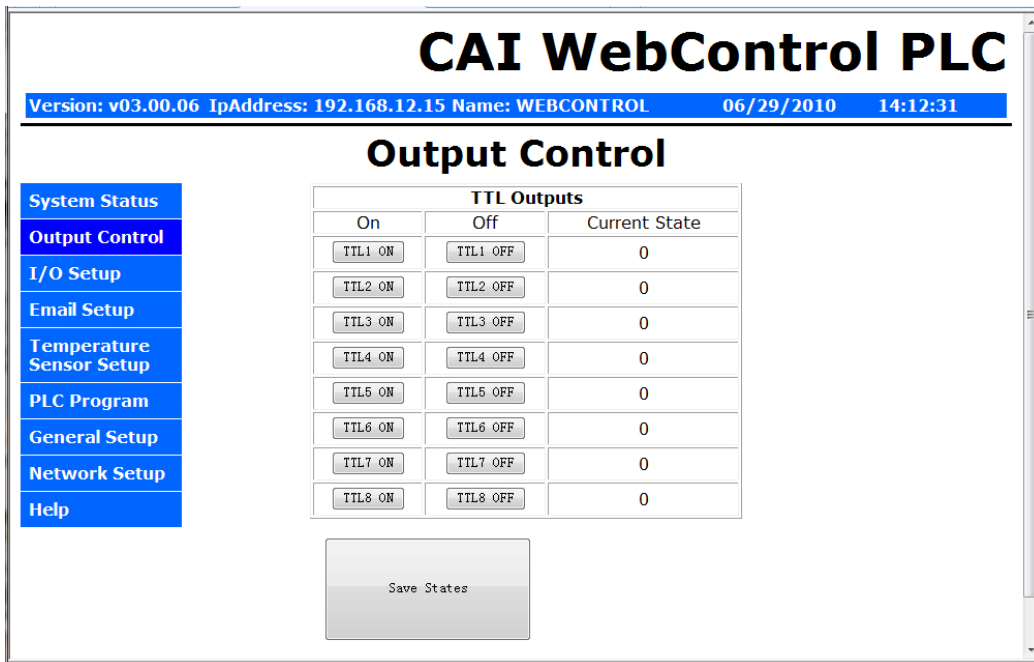 CAI WebControl PLC
Version: v03.00.06 IpAddress: 192.168.12.15 Name: WEBCONTROL 06/29/2010 14:12:31
Output Control
System Status
Output Control
I/O Setup
Email Setup
Temperature
Sensor Setup
PLC Program
General Setup
Network Setup
Help
TTL Outputs
On Off Current State
TTL1 ON TTL1 OFF 0
TTL2 ON TTL2 OFF 0
TTL3 ON TTL3 OFF 0
TTL4 ON TTL4 OFF 0
TTL5 ON TTL5 OFF 0
TTL6 ON TTL6 OFF 0
TTL7 ON TTL7 OFF 0
TTL8 ON TTL8 OFF 0
Save States